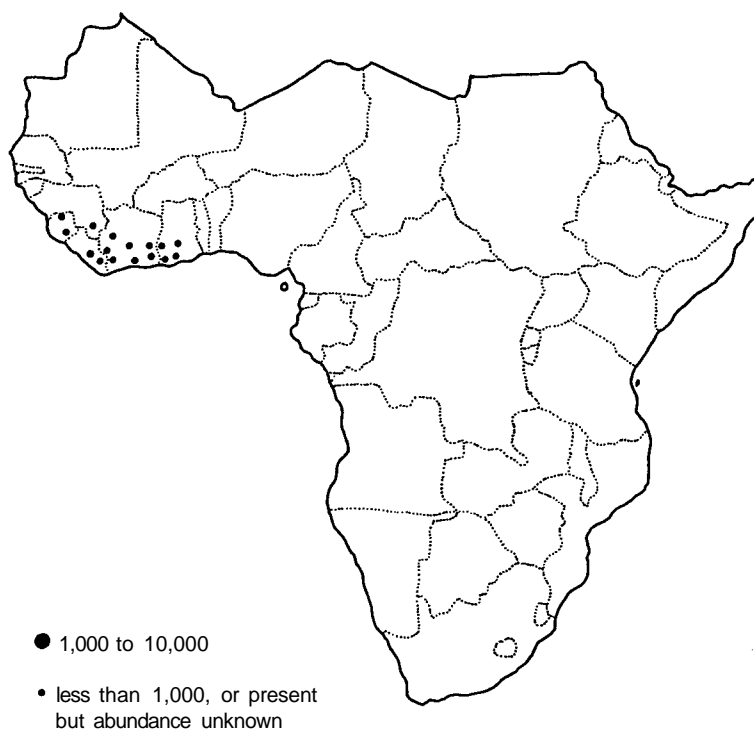 1,000 to 10,000
less than 1,000, or present
but abundance unknown